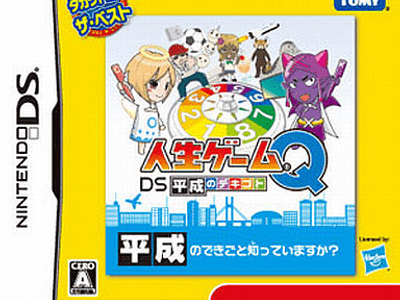 タカラトミー
ザ・ベスト
TOMY
NINTENDO DS
人生ゲームQ
DS 平成のデキゴト
平成のできごと知っていますか?
CERO
A
Licensed by:
Hasbro